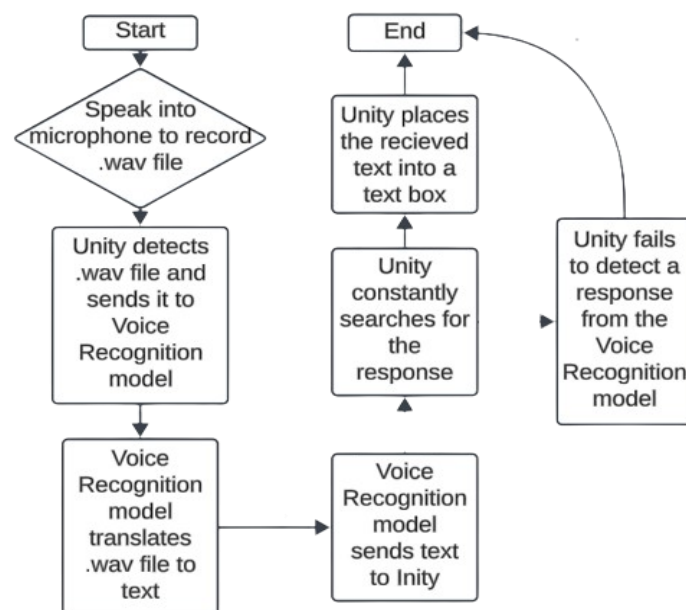 Start
Speak into
microphone to record
.wav file
Unity detects
.wav file and
sends it to
Voice
Recognition
model
Voice
Recognition
model
translates
.wav file to
text
Voice
Recognition
model
sends text
to Inity
Unity
constantly
searches for
the
response
Unity places
the recieved
text into a
text box
End
Unity fails
to detect a
response
from the
Voice
Recognition
model